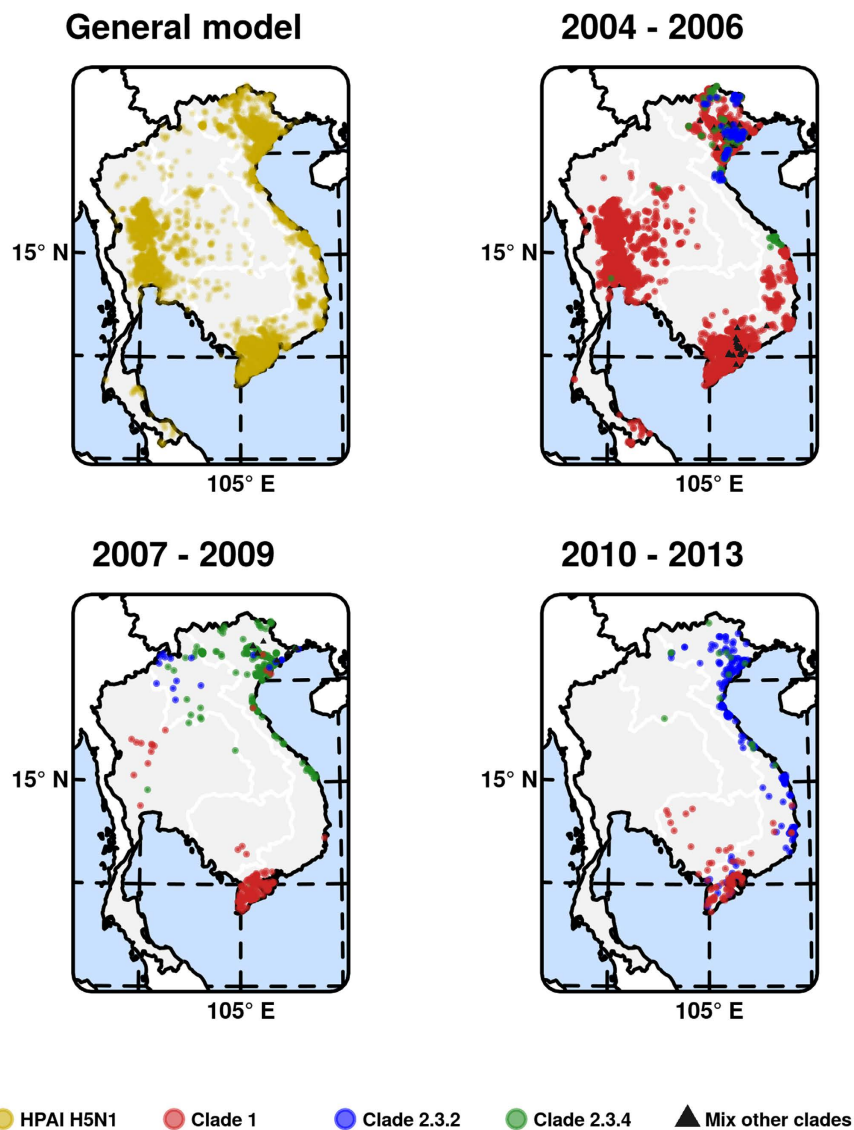 General model
2004 - 2006
15° N
15° N
105° E
105° E
2007 - 2009
2010 - 2013
15° N
15° N
105° E
105° E
HPAI H5N1
Clade 1
Clade 2.3.2
Clade 2.3.4
Mix other clades